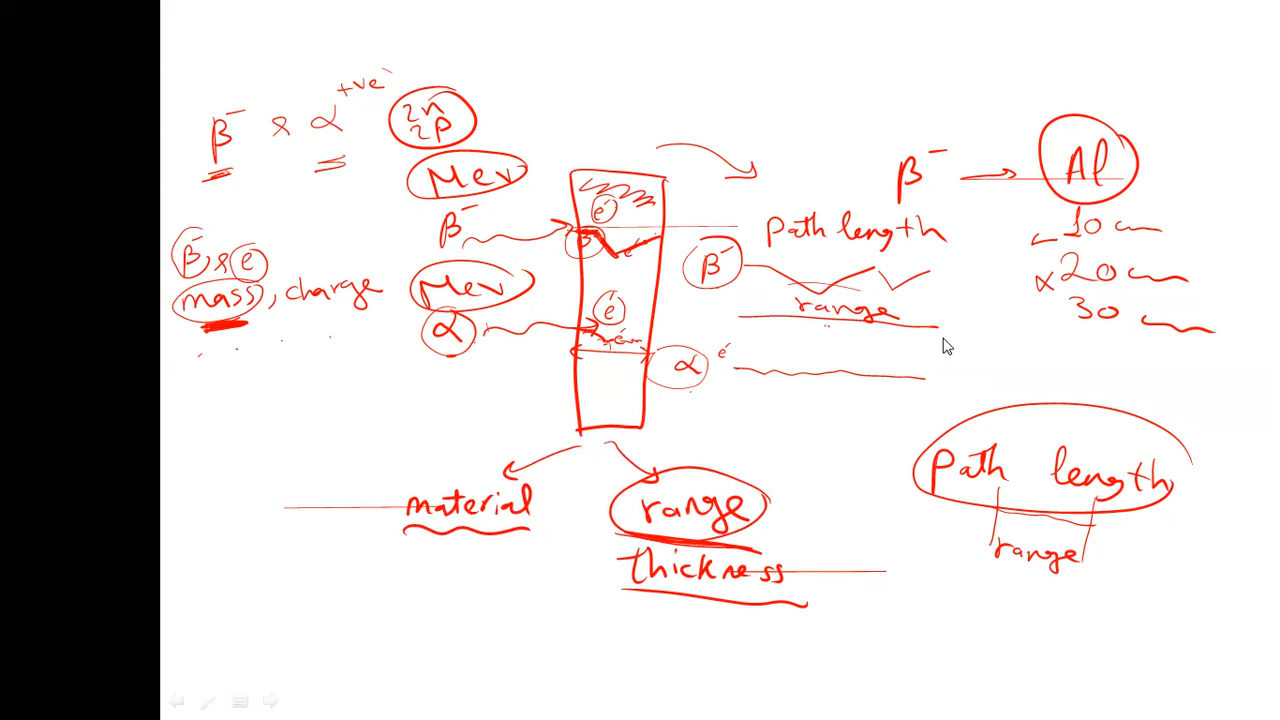 β⁻ & α +ve
2n
2p
Mev
β⁻
β⁻ & e⁻
mass, charge
Mev
α
e⁻
β⁻
e⁻
e⁻
e⁻
β⁻ → Al
10 cm
20 cm
30
Path length
β⁻
range
α e⁻
material
range
thickness
Path length
range